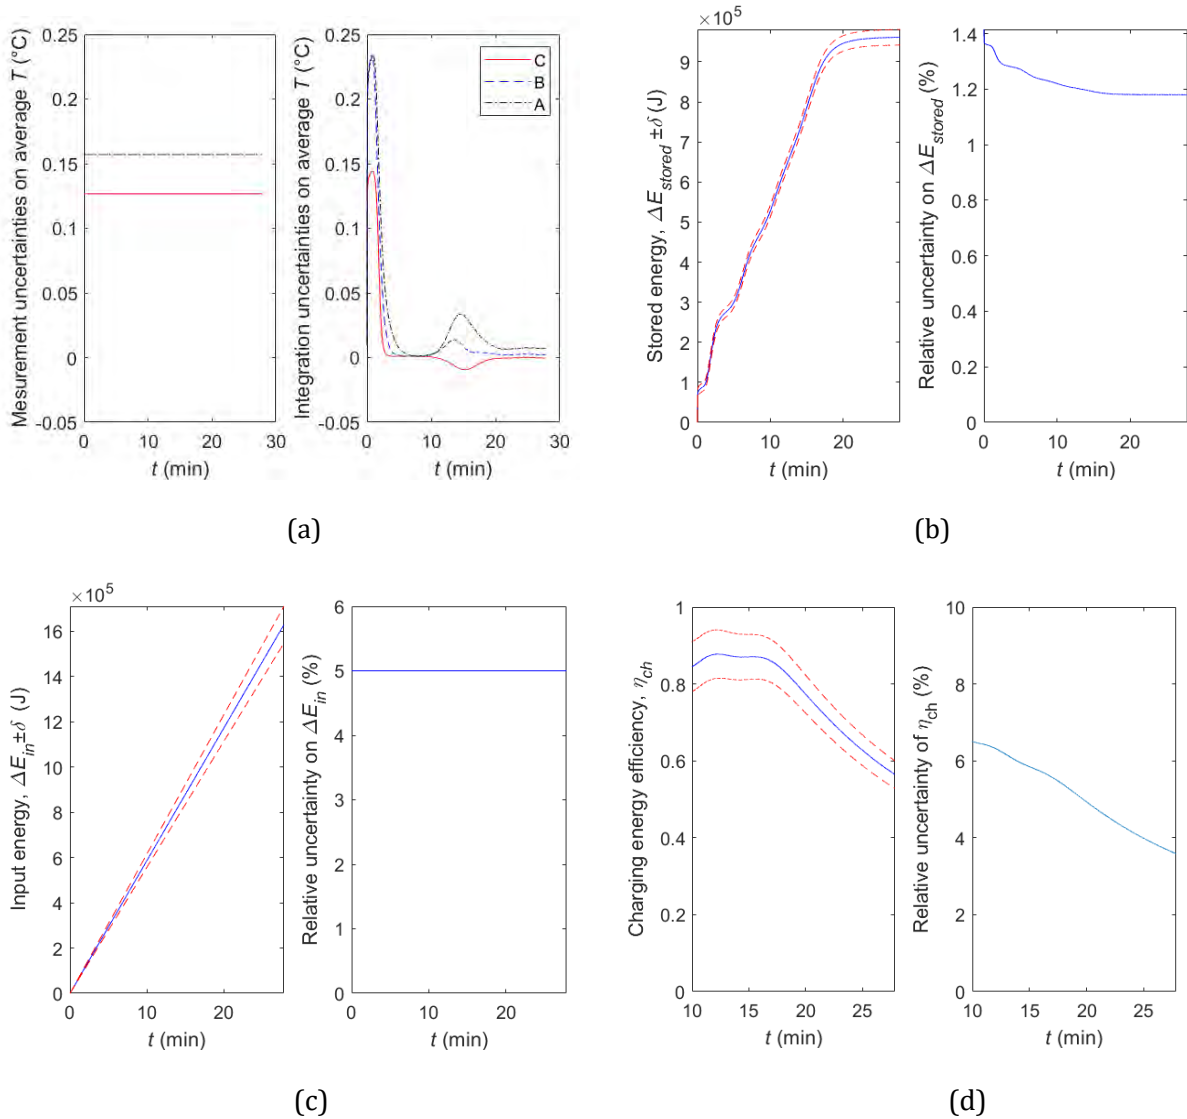 Mesurement uncertainties on average T (°C)
0.25
0.2
0.15
0.1
0.05
0
-0.05
0 10 20 30
t (min)
Integration uncertainties on average T (°C)
0.25
0.2
0.15
0.1
0.05
0
-0.05
C
B
A
0 10 20 30
t (min)
(a)
×10⁵
Stored energy, ΔE_stored ±δ (J)
9
8
7
6
5
4
3
2
1
0
0 10 20
t (min)
Relative uncertainty on ΔE_stored (%)
1.4
1.2
1
0.8
0.6
0.4
0.2
0
0 10 20
t (min)
(b)
×10⁵
Input energy, ΔE_in ±δ (J)
16
14
12
10
8
6
4
2
0
0 10 20
t (min)
Relative uncertainty on ΔE_in (%)
6
5
4
3
2
1
0
0 10 20
t (min)
(c)
Charging energy efficiency, η_ch
1
0.8
0.6
0.4
0.2
0
10 15 20 25
t (min)
Relative uncertainty of η_ch (%)
10
8
6
4
2
0
10 15 20 25
t (min)
(d)